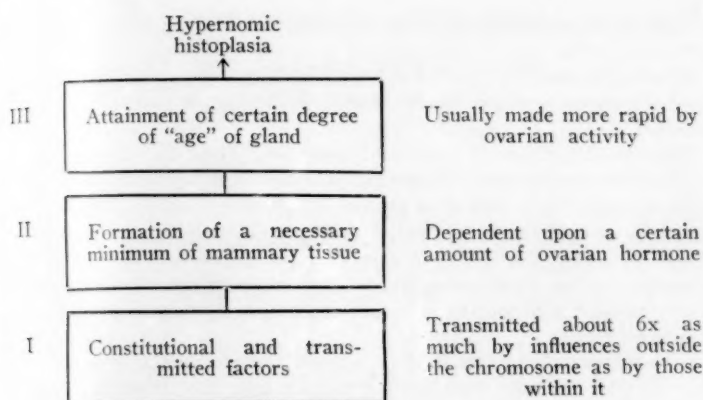 Hypernomic
histoplasia
III
Attainment of certain degree
of "age" of gland
Usually made more rapid by
ovarian activity
II
Formation of a necessary
minimum of mammary tissue
Dependent upon a certain
amount of ovarian hormone
I
Constitutional and trans-
mitted factors
Transmitted about 6x as
much by influences outside
the chromosome as by those
within it